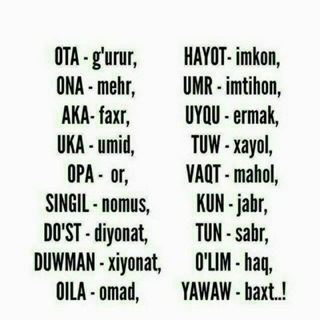 OTA - g'urur,
ONA - mehr,
AKA- faxr,
UKA - umid,
OPA - or,
SINGIL - nomus,
DO'ST - diyonat,
DUWMAN - xiyonat,
OILA - omad,
HAYOT- imkon,
UMR - imtihon,
UYQU - ermak,
TUW - xayol,
VAQT - mahol,
KUN - jabr,
TUN - sabr,
O'LIM - haq,
YAWAW - baxt..!